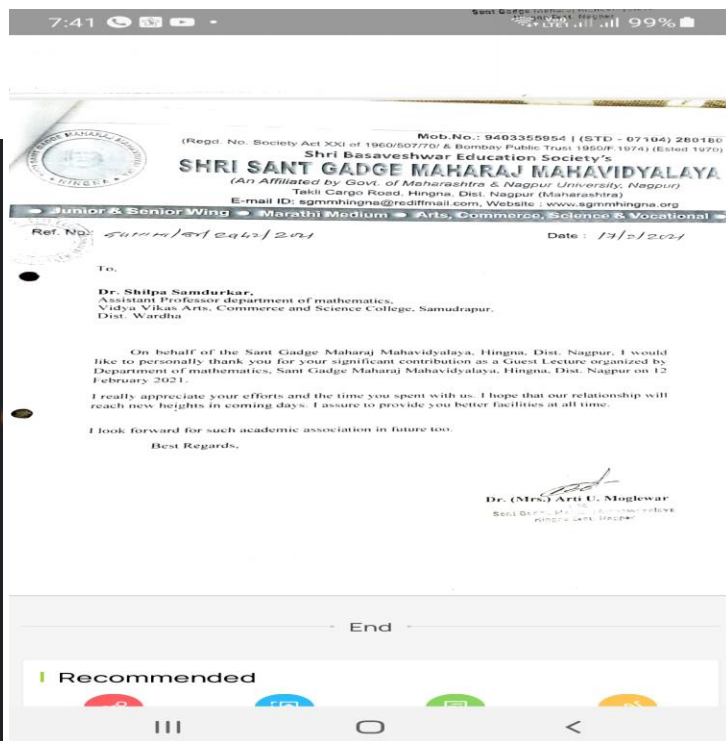 7:41
99%
Mob.No.: 9403355954 | (STD - 07104) 280180
(Regd. No. Society Act XXI of 1960/507/70/ & Bombay Public Trust 1950/F.1974) (Ested 1970)
Shri Basaveshwar Education Society's
SHRI SANT GADGE MAHARAJ MAHAVIDYALAYA
(An Affiliated by Govt. of Maharashtra & Nagpur University, Nagpur)
Takli Cargo Road, Hingna, Dist. Nagpur (Maharashtra)
E-mail ID: sgmmhingna@rediffmail.com, Website : www.sgmmhingna.org
Junior & Senior Wing Marathi Medium Arts, Commerce, Science & Vocational
Ref. No.
Date : 17/2/2021
To,
Dr. Shilpa Samdurkar,
Assistant Professor department of mathematics,
Vidya Vikas Arts, Commerce and Science College, Samudrapur,
Dist. Wardha
On behalf of the Sant Gadge Maharaj Mahavidyalaya, Hingna, Dist. Nagpur, I would
like to personally thank you for your significant contribution as a Guest Lecture organized by
Department of mathematics, Sant Gadge Maharaj Mahavidyalaya, Hingna, Dist. Nagpur on 12
February 2021.
I really appreciate your efforts and the time you spent with us. I hope that our relationship will
reach new heights in coming days. I assure to provide you better facilities at all time.
I look forward for such academic association in future too.
Best Regards,
Dr. (Mrs.) Arti U. Moglewar
End
Recommended